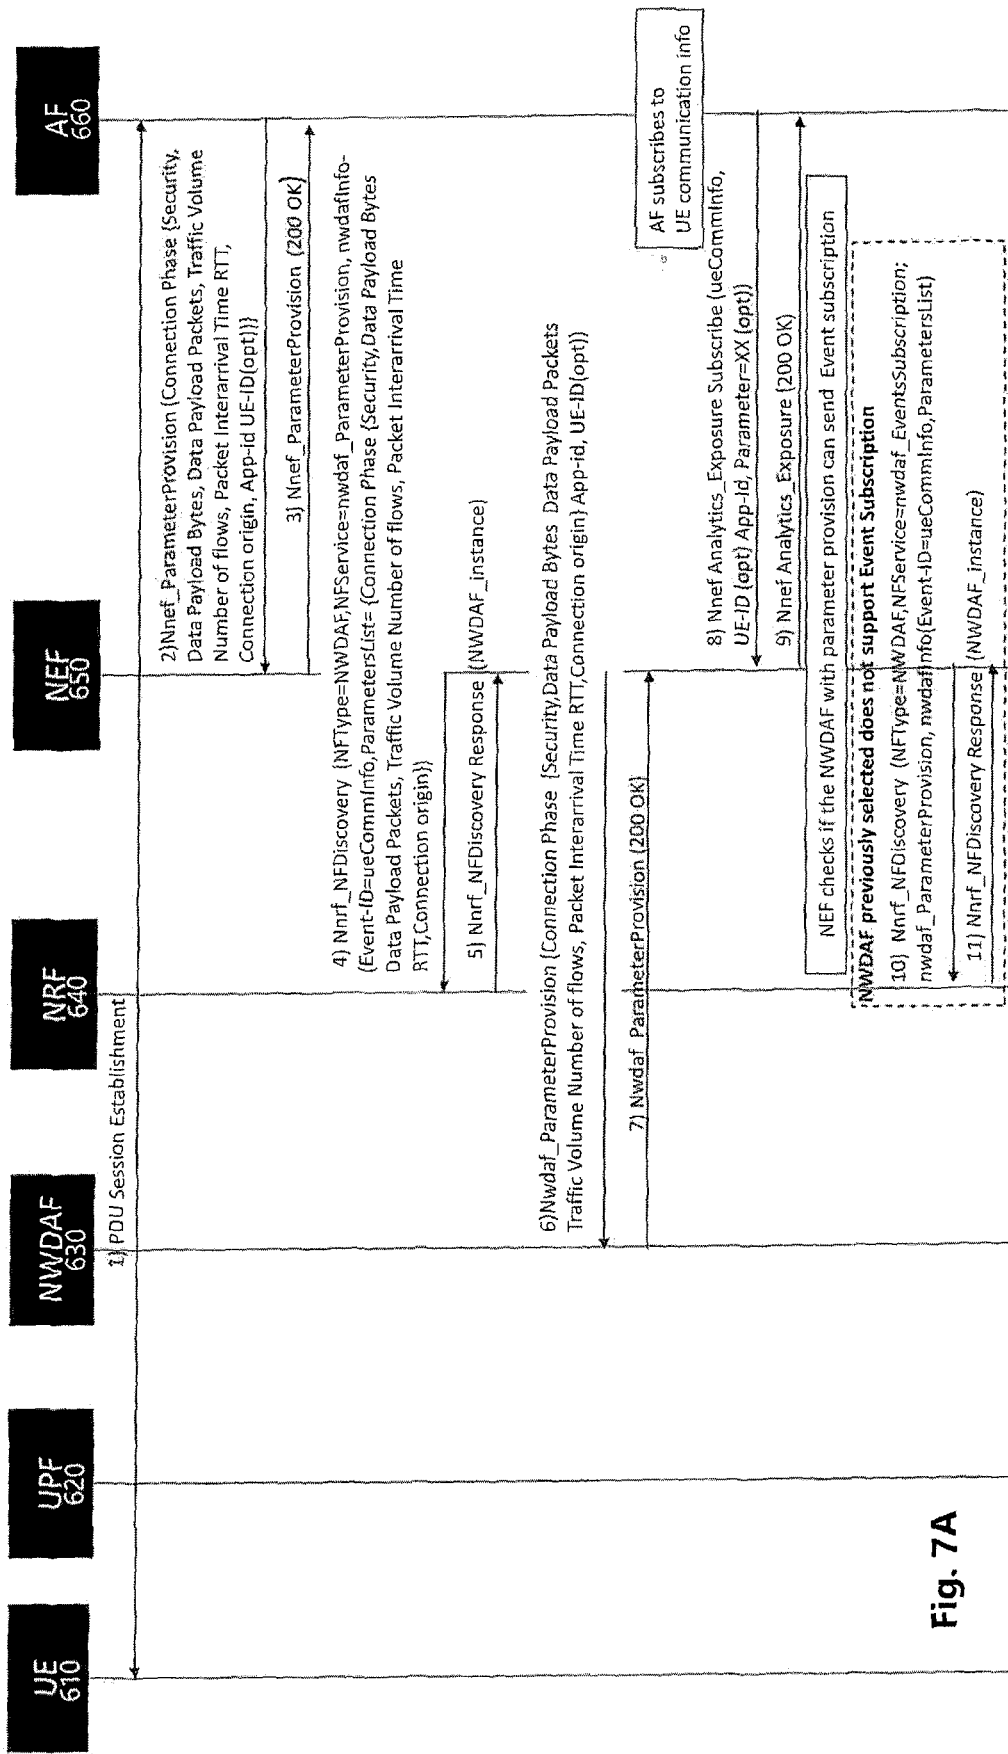 UE
610
UPF
620
NWDAF
630
NRF
640
NEF
650
AF
660
1) PDU Session Establishment
2)Nnef_ParameterProvision {Connection Phase {Security,
Data Payload Bytes, Data Payload Packets, Traffic Volume
Number of flows, Packet Interarrival Time RTT,
Connection origin, App-id UE-ID(opt)}}
3) Nnef_ParameterProvision (200 OK)
4) Nnrf_NFDiscovery (NFType=NWDAF,NFService=nwdaf_ParameterProvision, nwdafInfo-
(Event-ID=ueCommInfo,ParametersList= {Connection Phase {Security,Data Payload Bytes
Data Payload Packets, Traffic Volume Number of flows, Packet Interarrival Time
RTT,Connection origin}}
5) Nnrf_NFDiscovery Response (NWDAF_instance)
6)Nwdaf_ParameterProvision {Connection Phase {Security,Data Payload Bytes Data Payload Packets
Traffic Volume Number of flows, Packet Interarrival Time RTT,Connection origin} App-id, UE-ID(opt)}
7) Nwdaf_ParameterProvision (200 OK)
AF subscribes to
UE communication info
8) Nnef Analytics_Exposure Subscribe (ueCommInfo,
UE-ID (opt) App-Id, Parameter=XX (opt))
9) Nnef Analytics_Exposure (200 OK)
NEF checks if the NWDAF with parameter provision can send Event subscription
NWDAF previously selected does not support Event Subscription
10) Nnrf_NFDiscovery (NFType=NWDAF,NFService=nwdaf_EventsSubscription;
nwdaf_ParameterProvision, nwdafInfo(Event-ID=ueCommInfo,ParametersList)
11) Nnrf_NFDiscovery Response (NWDAF_instance)
Fig. 7A